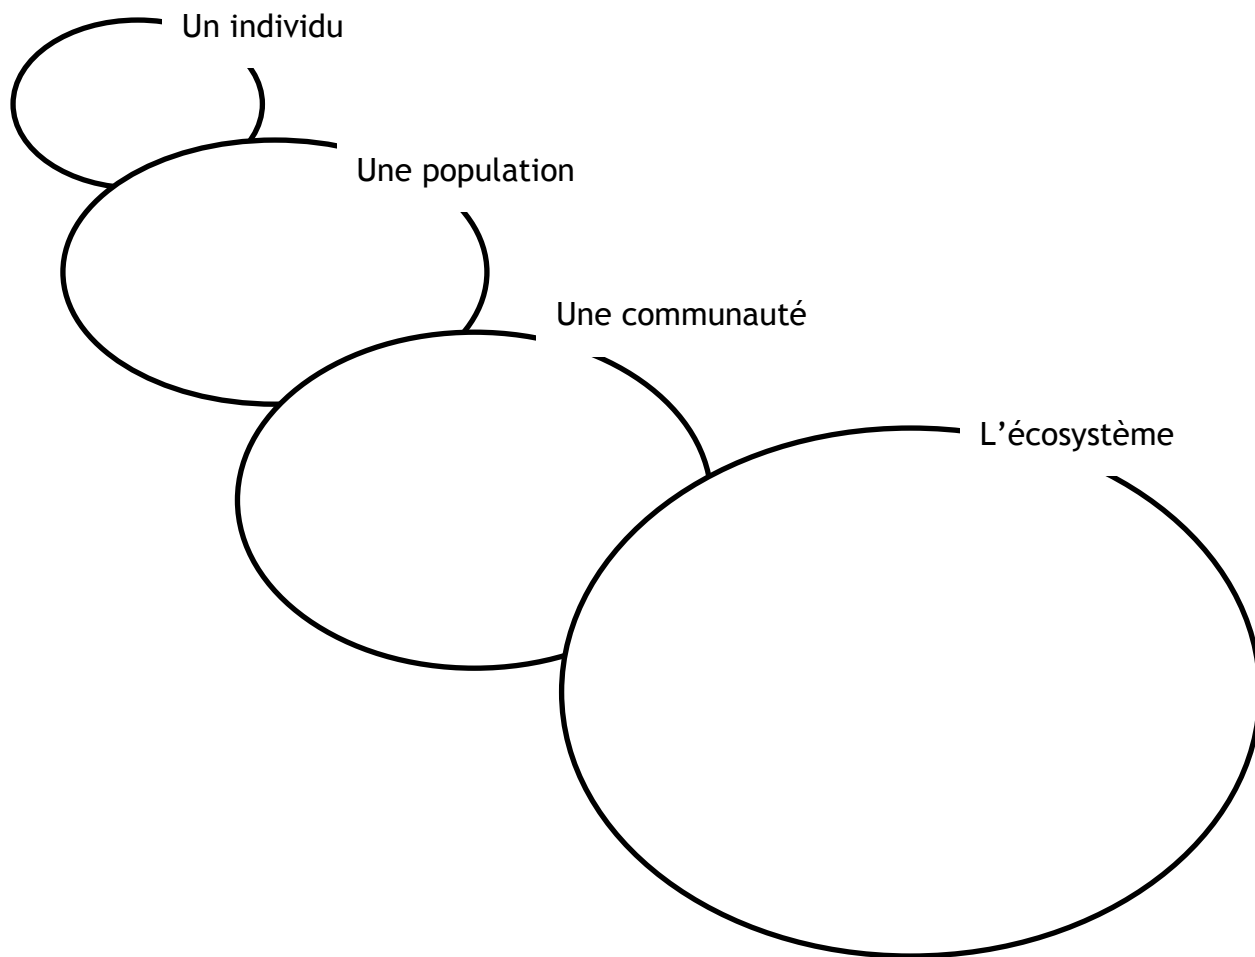 Un individu
Une population
Une communauté
L’écosystème